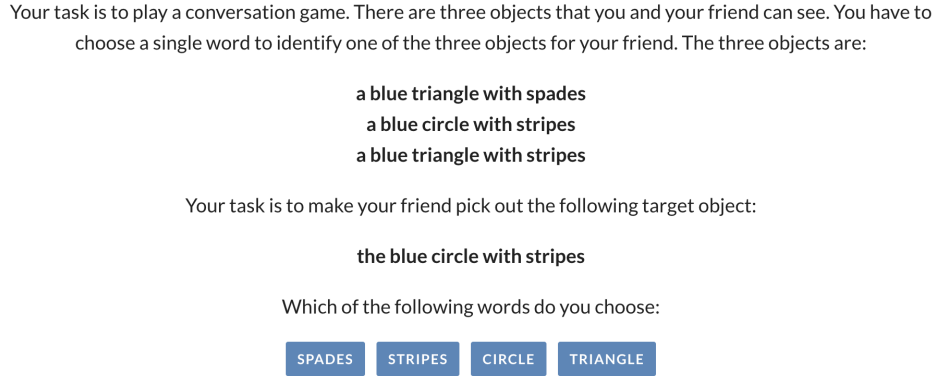 Your task is to play a conversation game. There are three objects that you and your friend can see. You have to
choose a single word to identify one of the three objects for your friend. The three objects are:
a blue triangle with spades
a blue circle with stripes
a blue triangle with stripes
Your task is to make your friend pick out the following target object:
the blue circle with stripes
Which of the following words do you choose:
SPADES STRIPES CIRCLE TRIANGLE